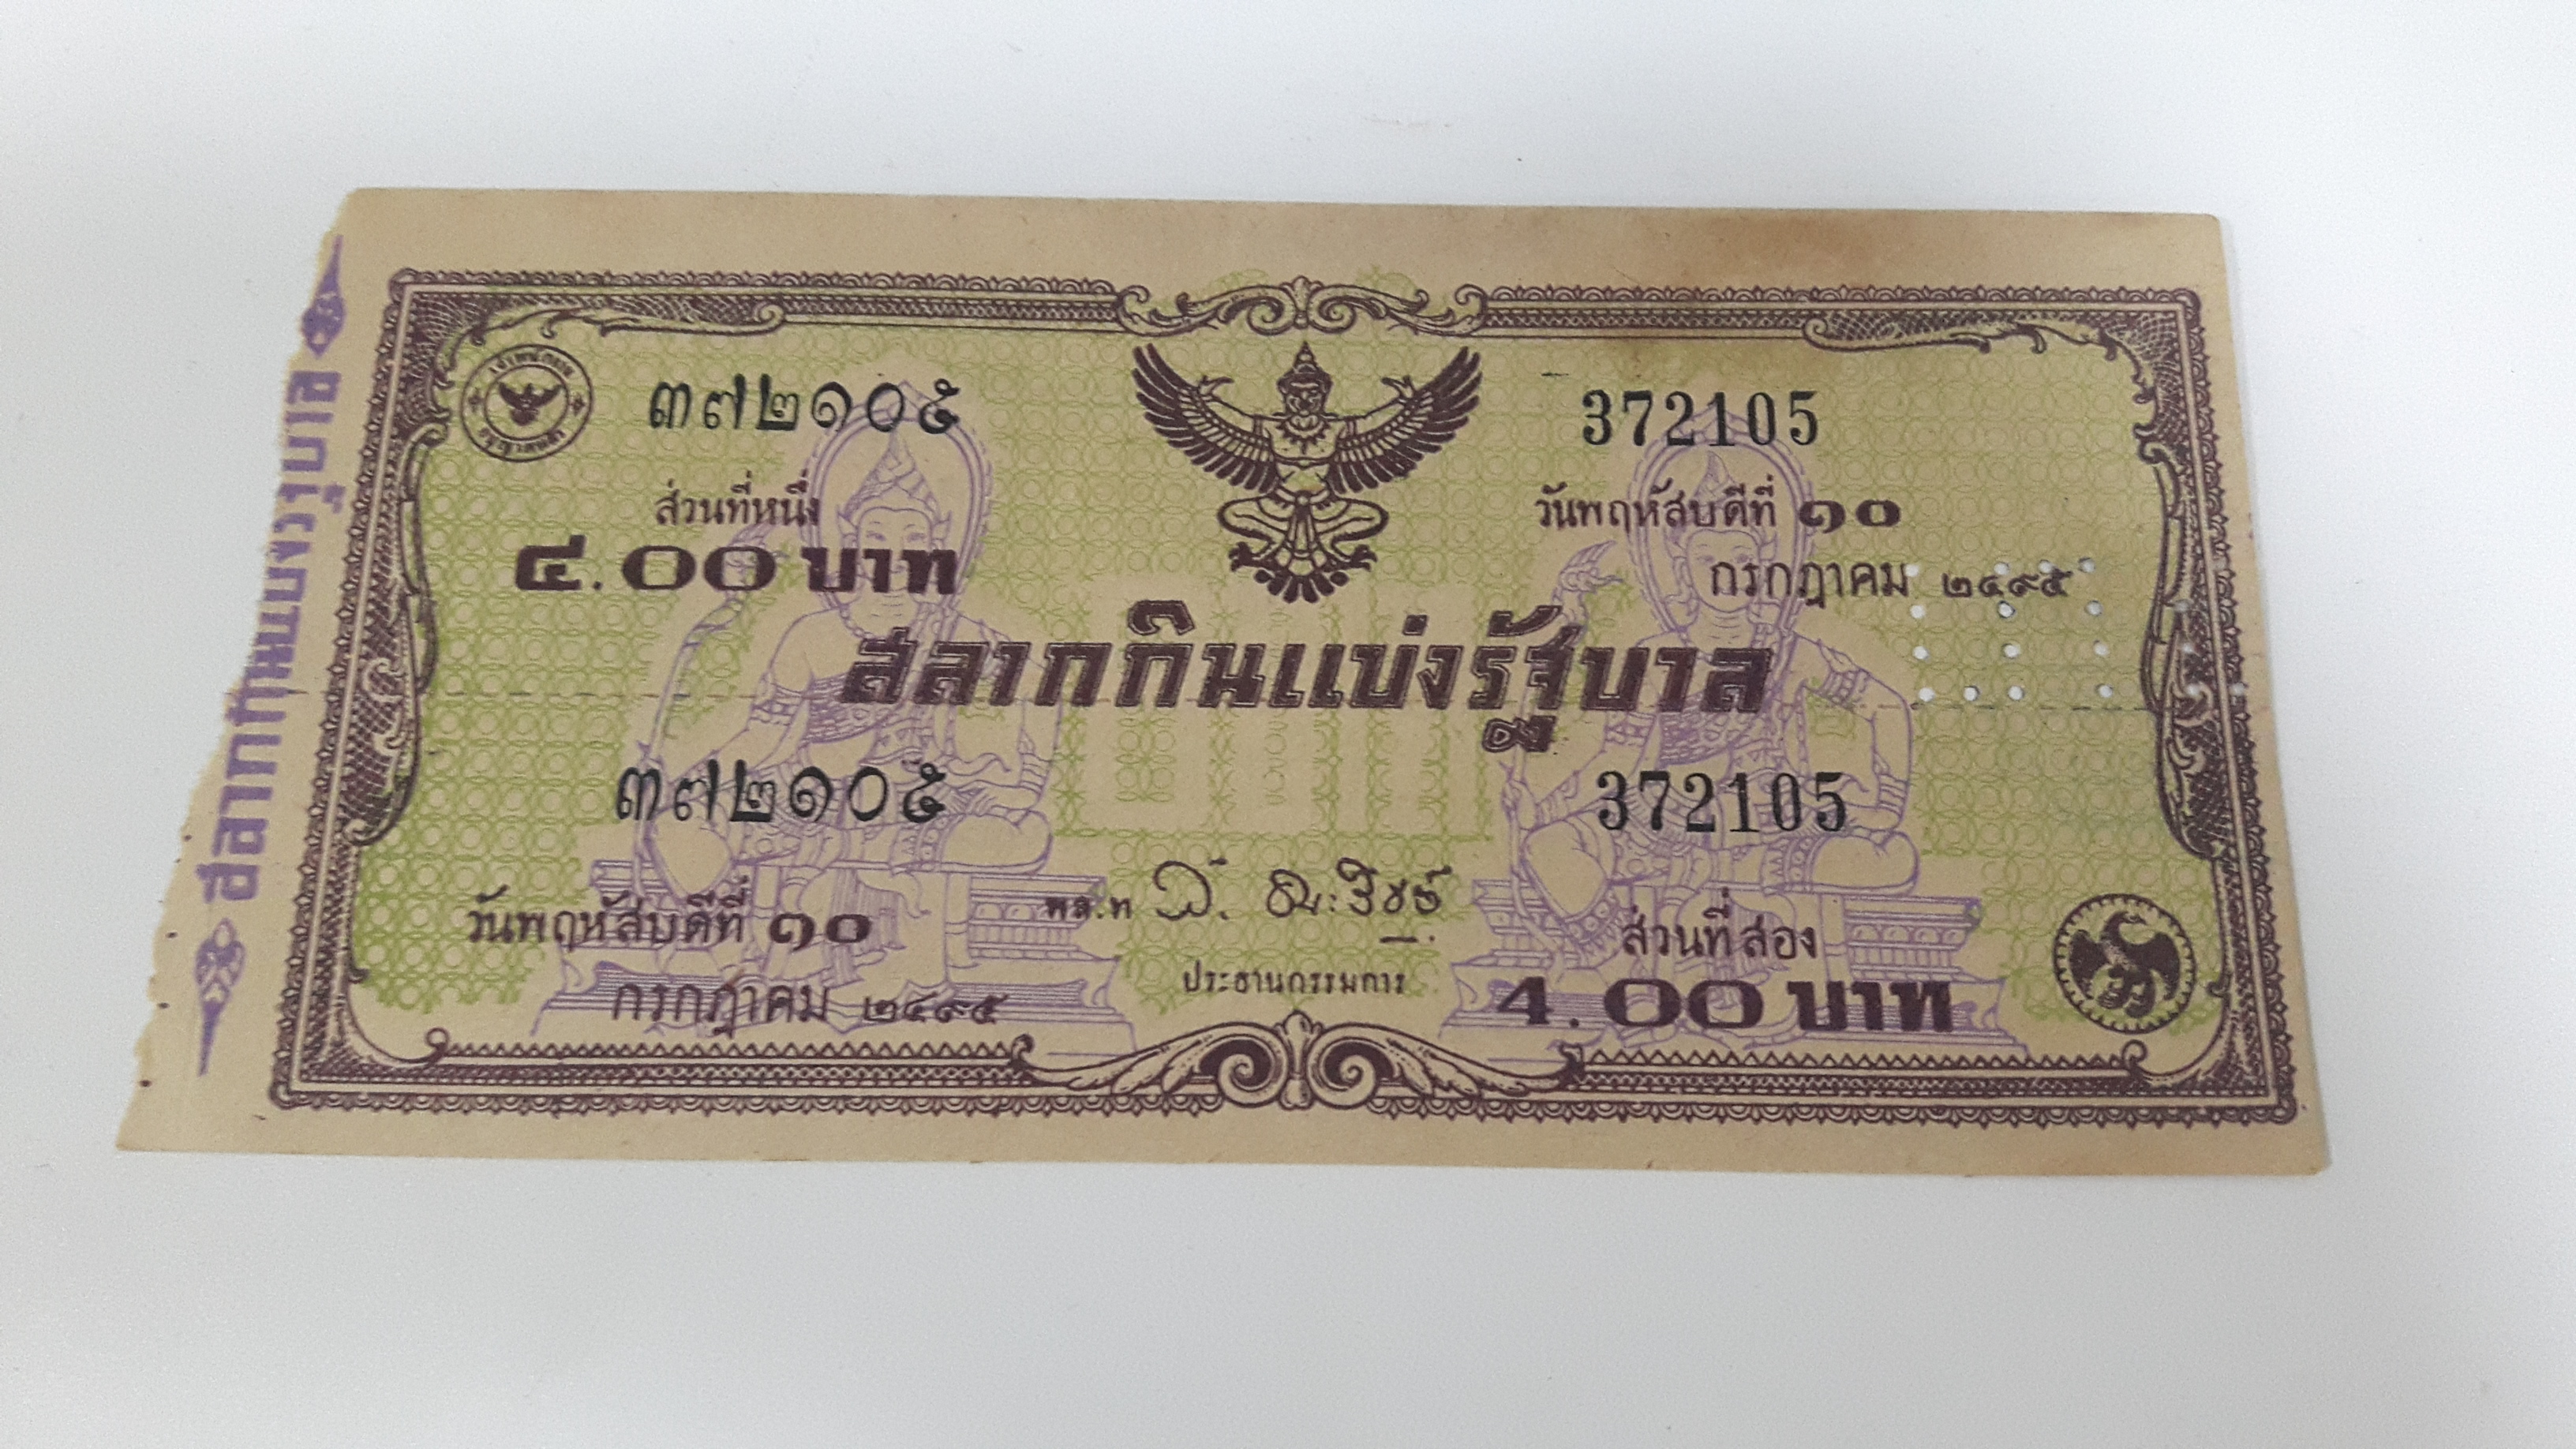 สลากกินแบ่งรัฐบาล
๓๗๒๑๐๕
372105
ส่วนที่หนึ่ง
วันพฤหัสบดีที่ ๑๐
๔.๐๐ บาท
กรกฎาคม ๒๔๙๕
สลากกินแบ่งรัฐบาล
๓๗๒๑๐๕
372105
วันพฤหัสบดีที่ ๑๐
พล.ท
ส่วนที่สอง
กรกฎาคม ๒๔๙๕
ประธานกรรมการ
4.00 บาท